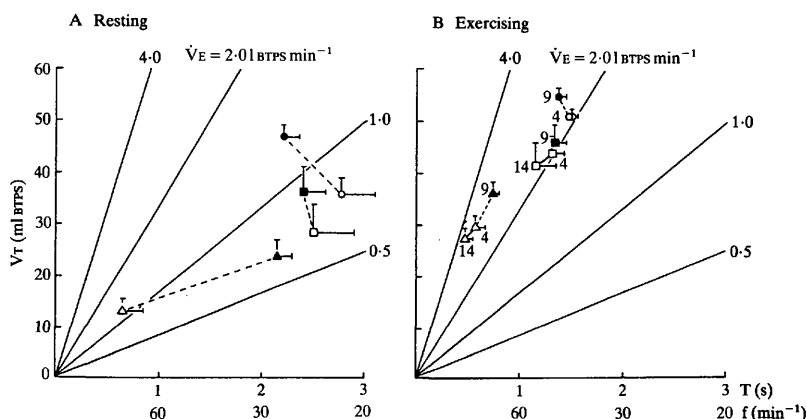 A Resting
B Exercising
4·0
V̇E = 2·01 BTPS min⁻¹
4·0
V̇E = 2·01 BTPS min⁻¹
VT (ml BTPS)
60
50
40
30
20
10
0
1·0
0·5
9
4
9
14
4
9
4
14
1·0
0·5
1 2 3
60 30 20
1 2 3 T (s)
60 30 20 f (min⁻¹)